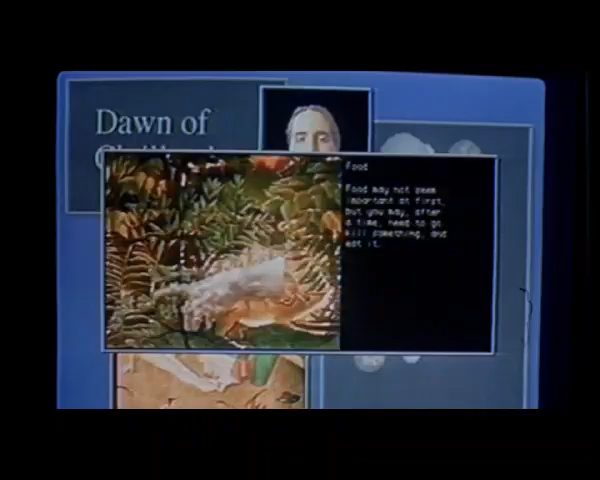 Dawn of
Food
Food may not seem
important at first,
but you may, after
a time, need to go
kill something, and
eat it.